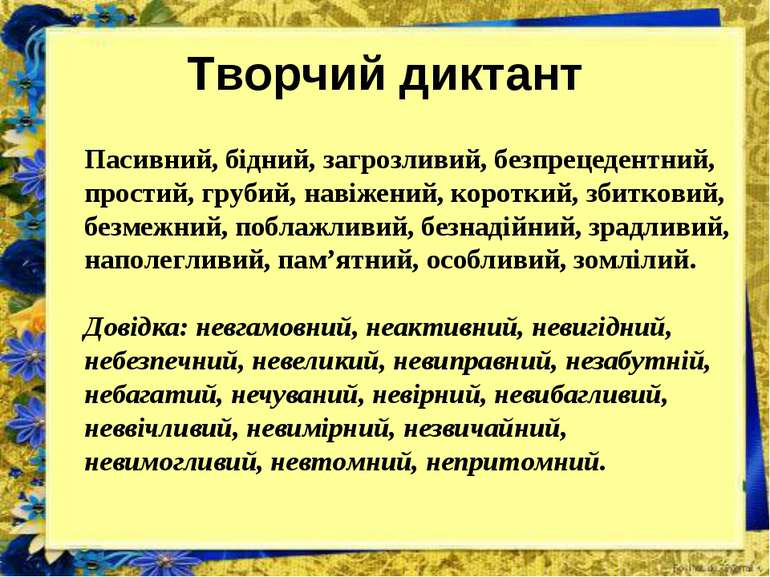 Творчий диктант
Пасивний, бідний, загрозливий, безпрецедентний,
простий, грубий, навіжений, короткий, збитковий,
безмежний, поблажливий, безнадійний, зрадливий,
наполегливий, пам’ятний, особливий, зомлілий.
Довідка: невгамовний, неактивний, невигідний,
небезпечний, невеликий, невиправний, незабутній,
небагатий, нечуваний, невірний, невибагливий,
неввічливий, невимірний, незвичайний,
невимогливий, невтомний, непритомний.